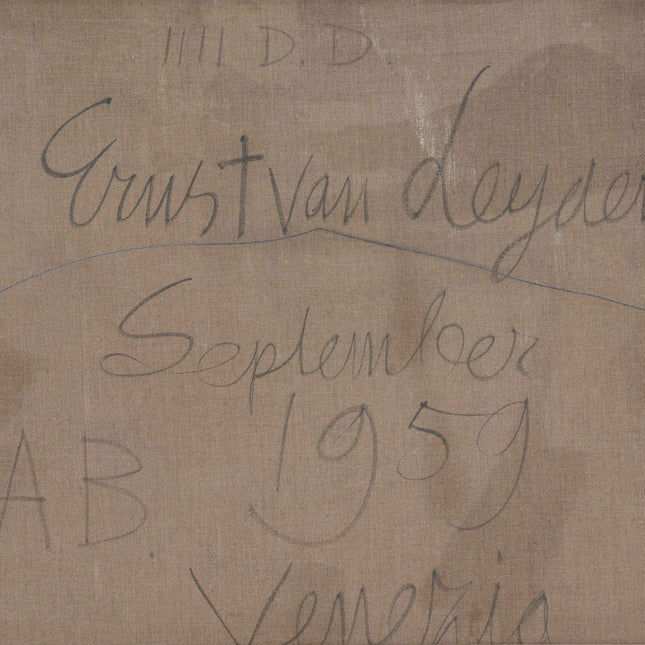 1111 D.D.
Ernst van Leyden
September
1959
AB.
Venezia